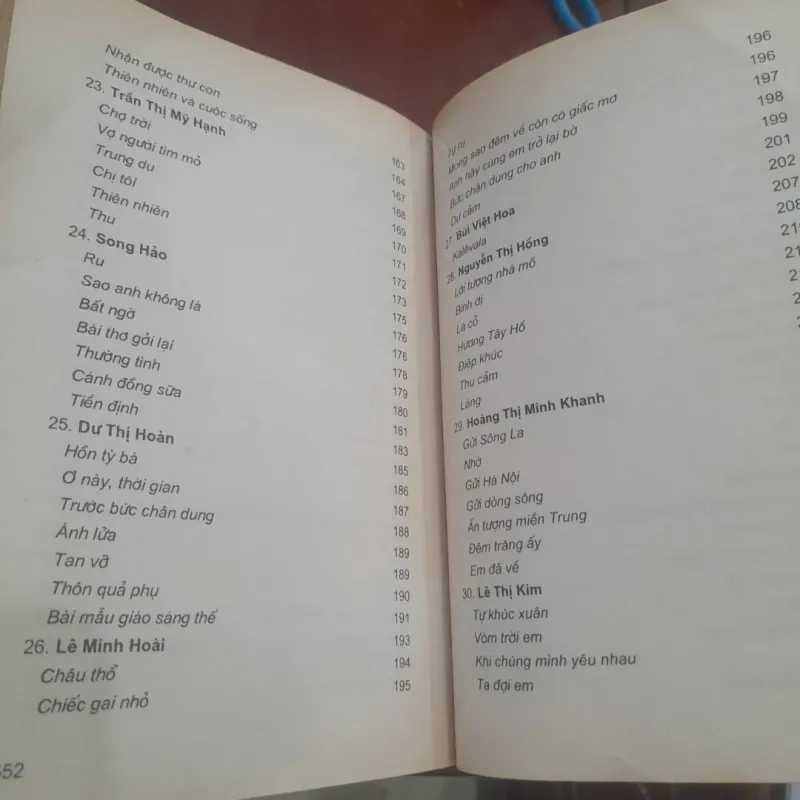 Nhận được thư con 163
Thiên nhiên và cuộc sống 164
23. Trần Thị Mỹ Hạnh 167
Chợ trời 168
Vợ người tìm mỏ 169
Trung du 170
Chị tôi 171
Thiên nhiên 172
Thu 173
24. Song Hảo 175
Ru 176
Sao anh không là 176
Bất ngờ 178
Bài thơ gởi lại 179
Thường tình 180
Cánh đồng sữa 181
Tiền định 183
25. Dư Thị Hoàn 185
Hồn tỳ bà 186
Ơ này, thời gian 187
Trước bức chân dung 188
Ánh lửa 189
Tan vỡ 189
Thôn quả phụ 190
Bài mẫu giáo sáng thế 191
26. Lê Minh Hoài 193
Châu thổ 194
Chiếc gai nhỏ 195
Tự ru 196
Mong sao đêm về còn có giấc mơ 196
Anh hãy cùng em trở lại bờ 197
Bức chân dung cho anh 198
Dự cảm 199
27. Bùi Việt Hoa 201
Kalêvala 202
28. Nguyễn Thị Hồng 207
Lời tượng nhà mồ 208
Bình dị
Lá cỏ
Hương Tây Hồ
Điệp khúc
Thu cảm
Láng
29. Hoàng Thị Minh Khanh
Gửi Sông La
Nhớ
Gửi Hà Nội
Gửi dòng sông
Ấn tượng miền Trung
Đêm trăng ấy
Em đã về
30. Lê Thị Kim
Tự khúc xuân
Vòm trời em
Khi chúng mình yêu nhau
Ta đợi em